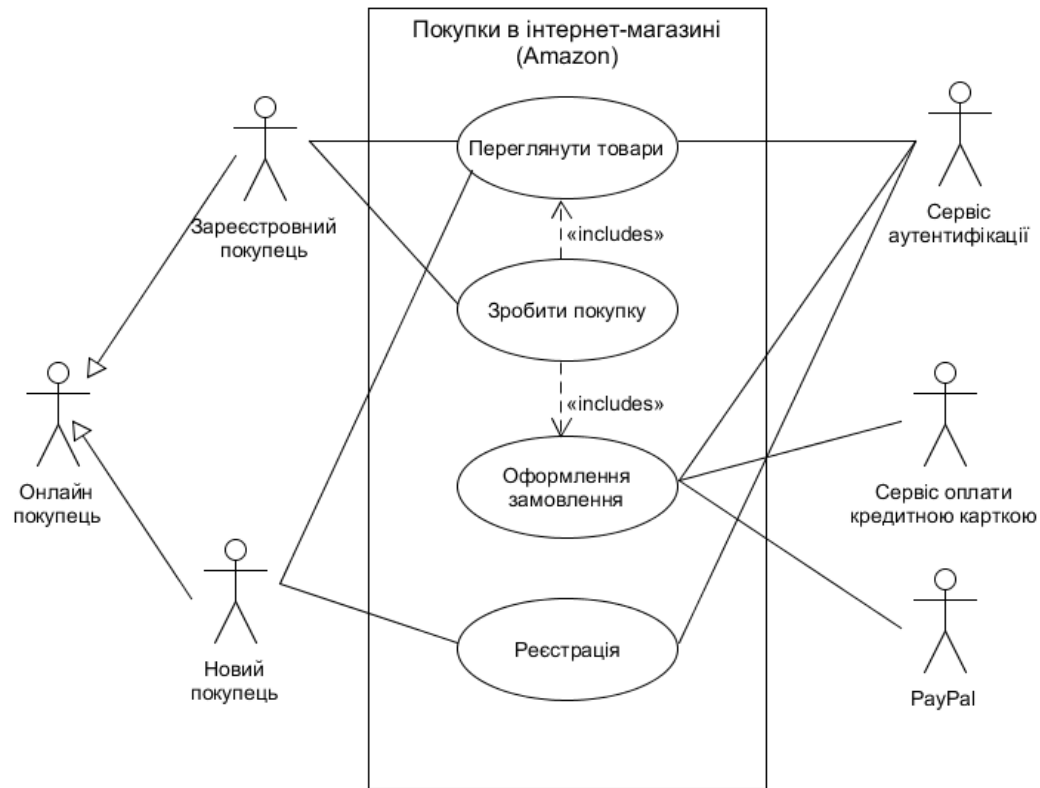 Покупки в інтернет-магазині
(Amazon)
Переглянути товари
Зареєстровний
покупець
Сервіс
аутентифікації
«includes»
Зробити покупку
«includes»
Онлайн
покупець
Оформлення
замовлення
Сервіс оплати
кредитною карткою
Новий
покупець
Реєстрація
PayPal